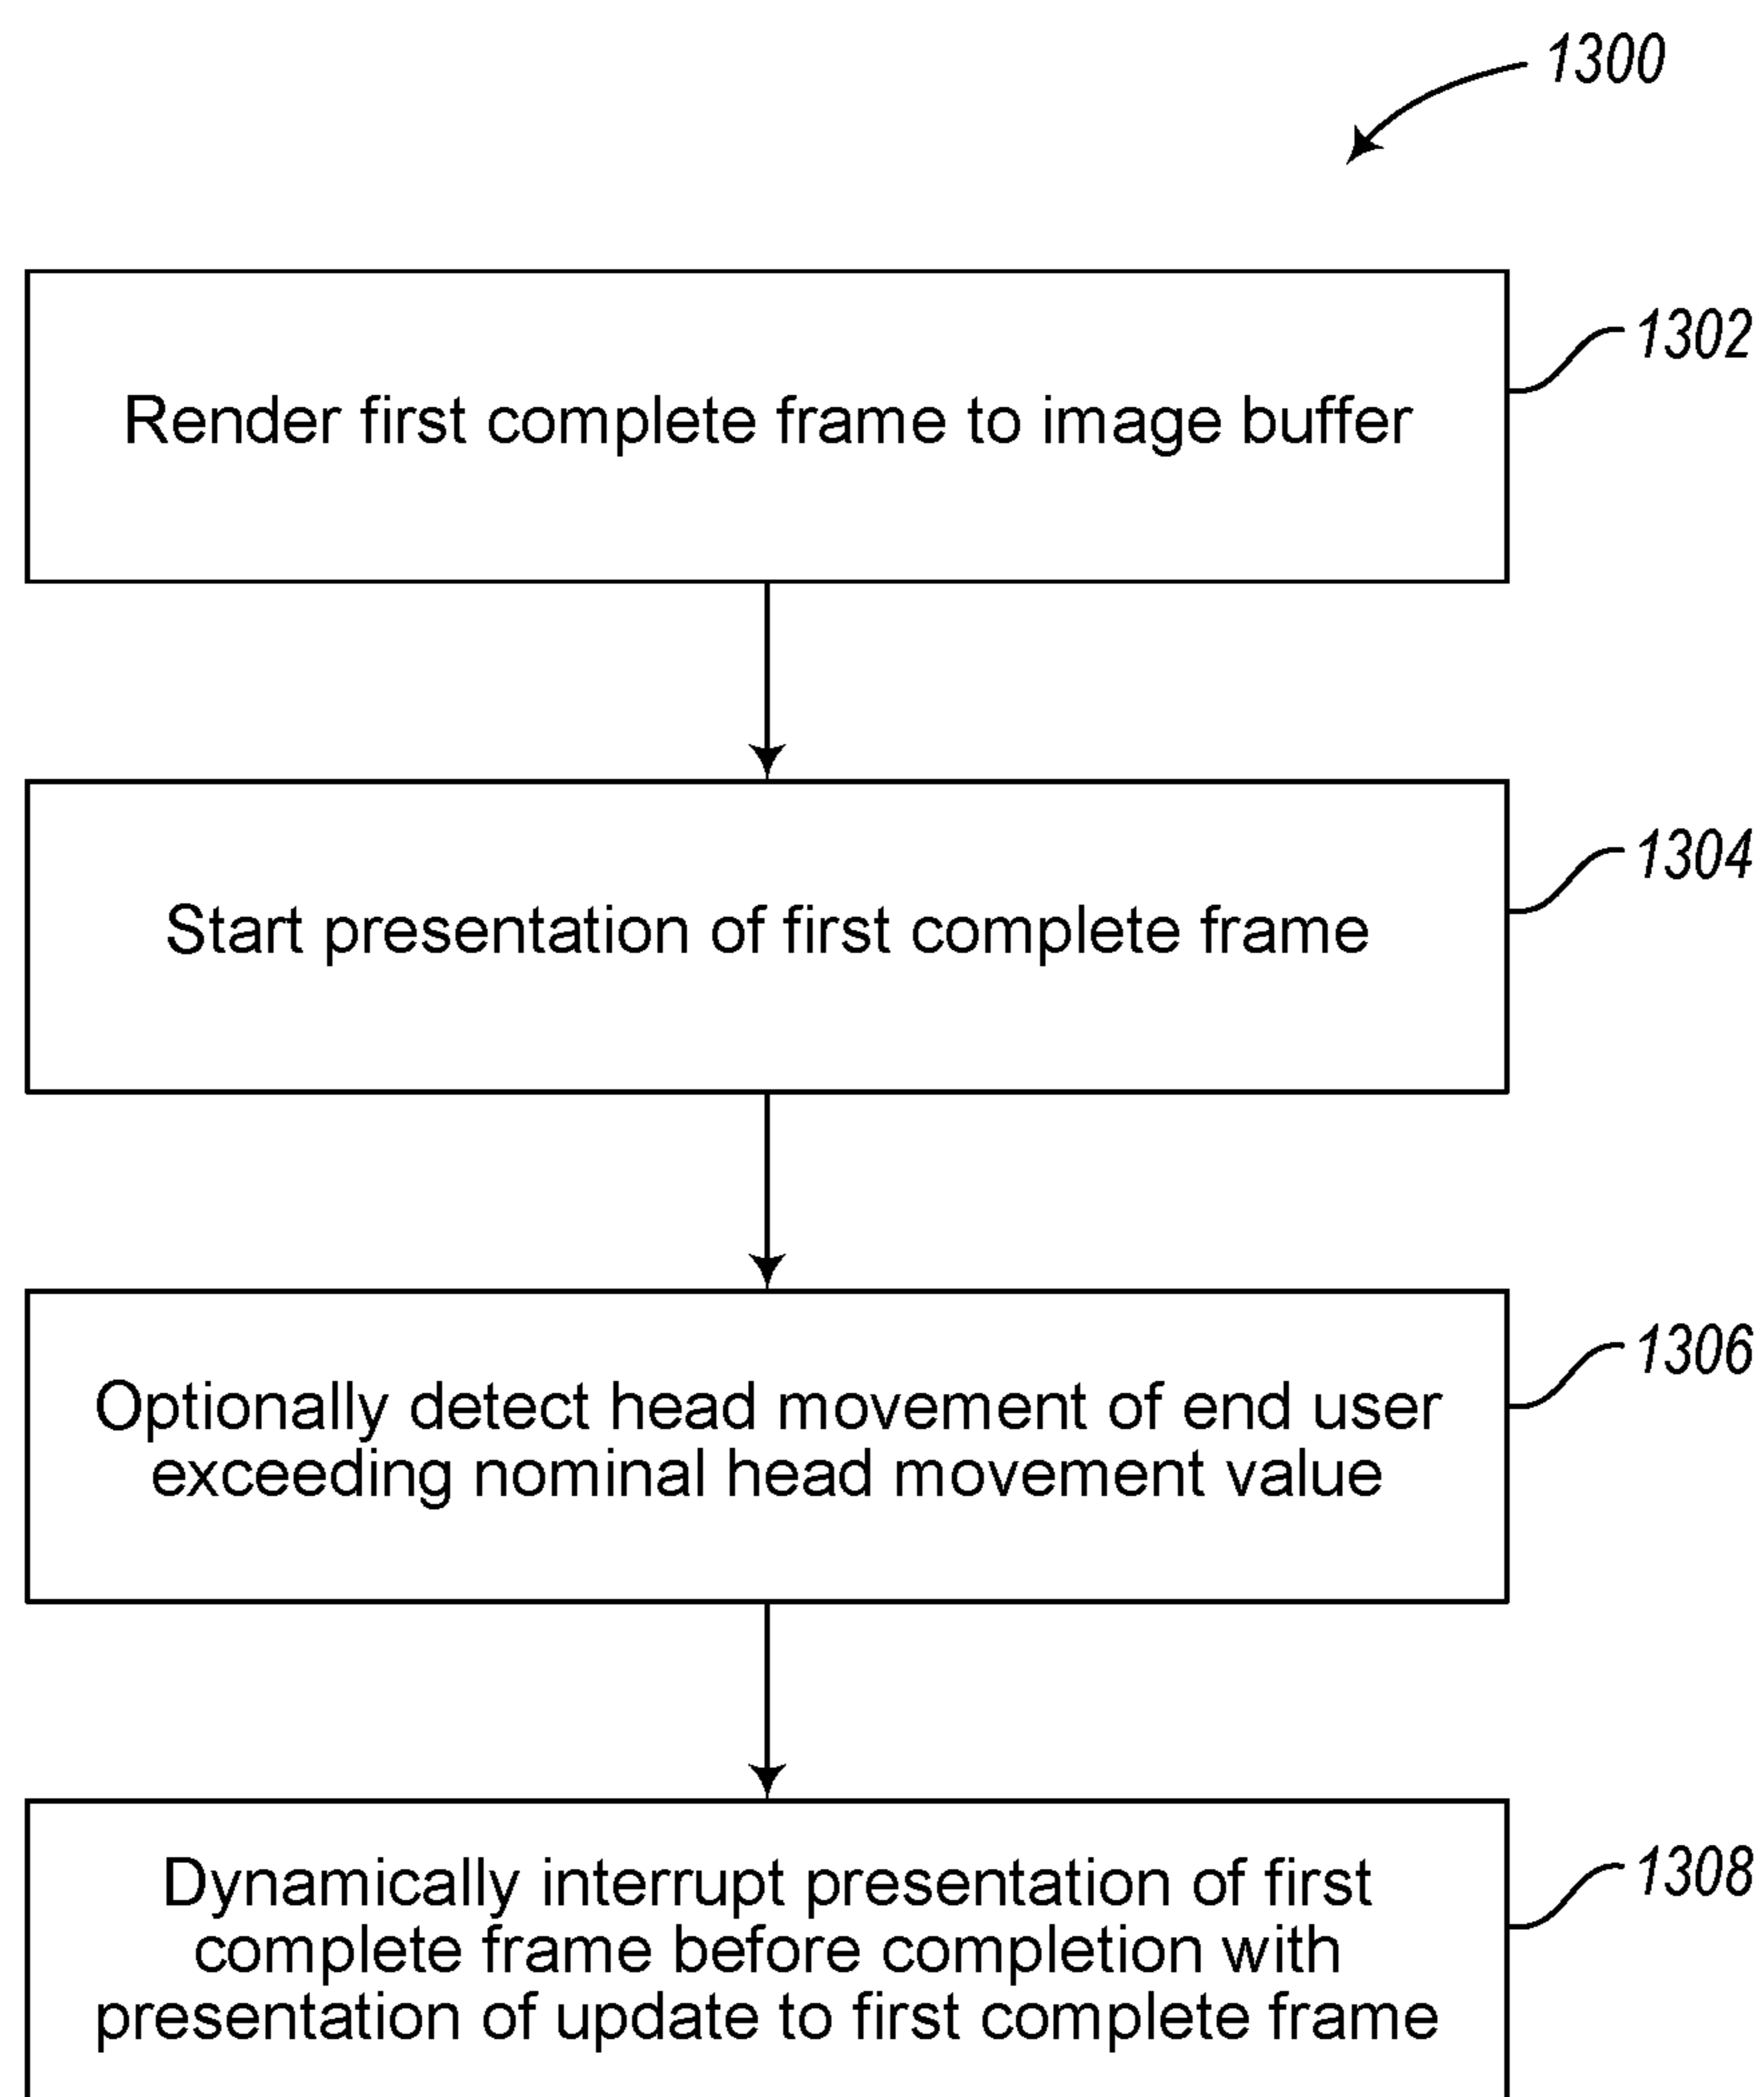 1300
1302
Render first complete frame to image buffer
1304
Start presentation of first complete frame
1306
Optionally detect head movement of end user
exceeding nominal head movement value
1308
Dynamically interrupt presentation of first
complete frame before completion with
presentation of update to first complete frame